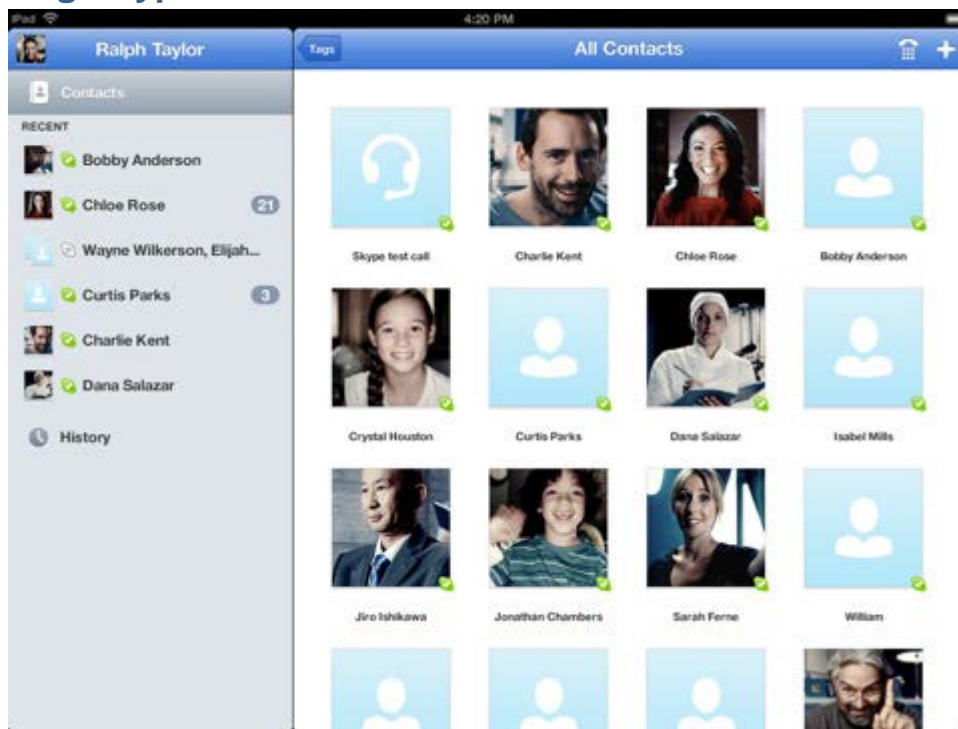 iPad
4:20 PM
Ralph Taylor
Tags
All Contacts
Contacts
RECENT
Bobby Anderson
Chloe Rose
21
Wayne Wilkerson, Elijah...
Curtis Parks
3
Charlie Kent
Dana Salazar
History
Skype test call
Charlie Kent
Chloe Rose
Bobby Anderson
Crystal Houston
Curtis Parks
Dana Salazar
Isabel Mills
Jiro Ishikawa
Jonathan Chambers
Sarah Ferne
William